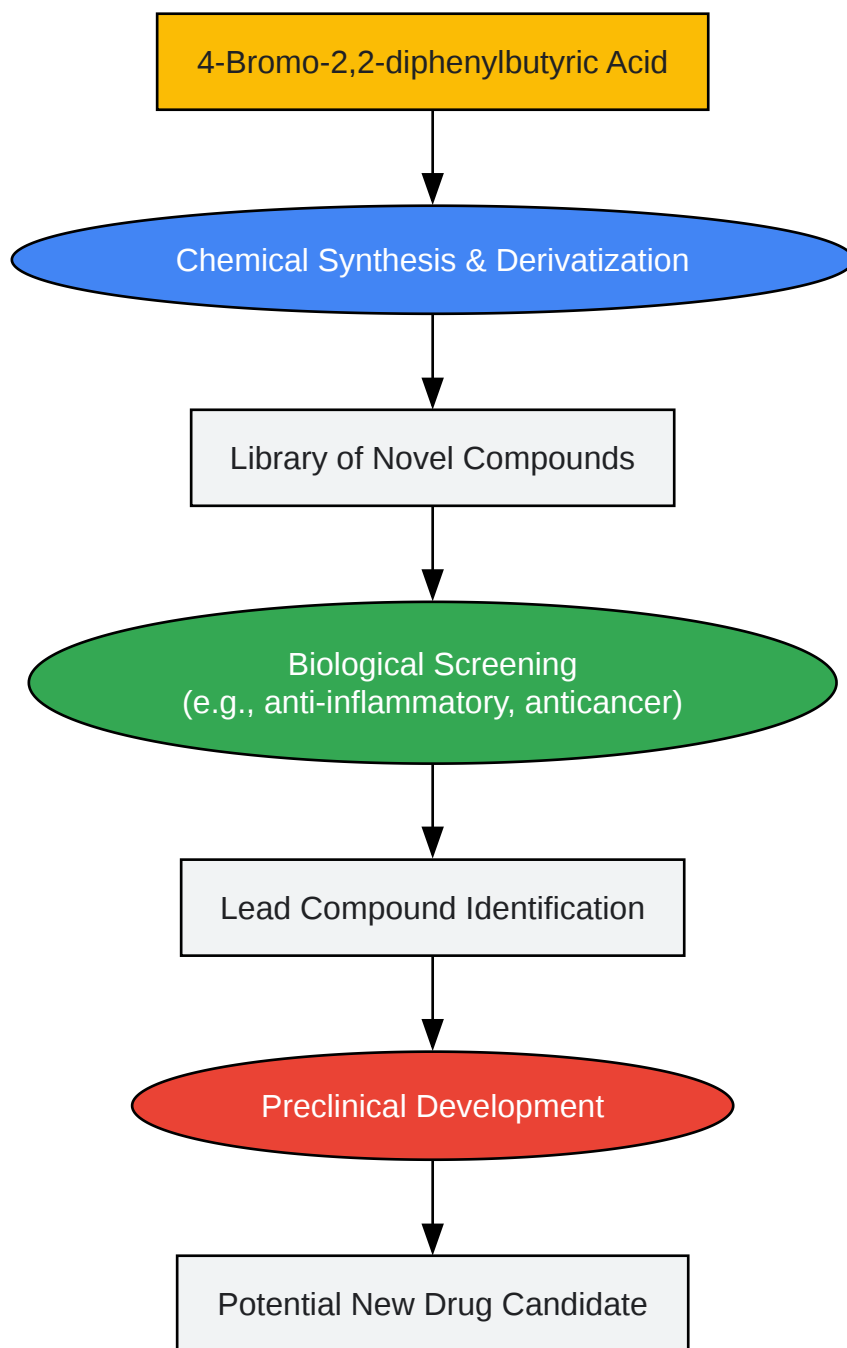 4-Bromo-2,2-diphenylbutyric Acid
Chemical Synthesis & Derivatization
Library of Novel Compounds
Biological Screening
(e.g., anti-inflammatory, anticancer)
Lead Compound Identification
Preclinical Development
Potential New Drug Candidate